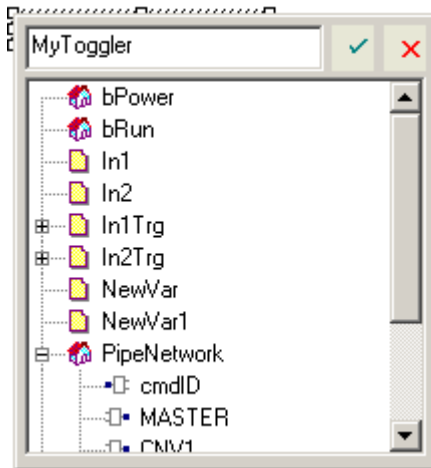 MyToggler
bPower
bRun
In1
In2
In1Trg
In2Trg
NewVar
NewVar1
PipeNetwork
cmdID
MASTER
CNV1